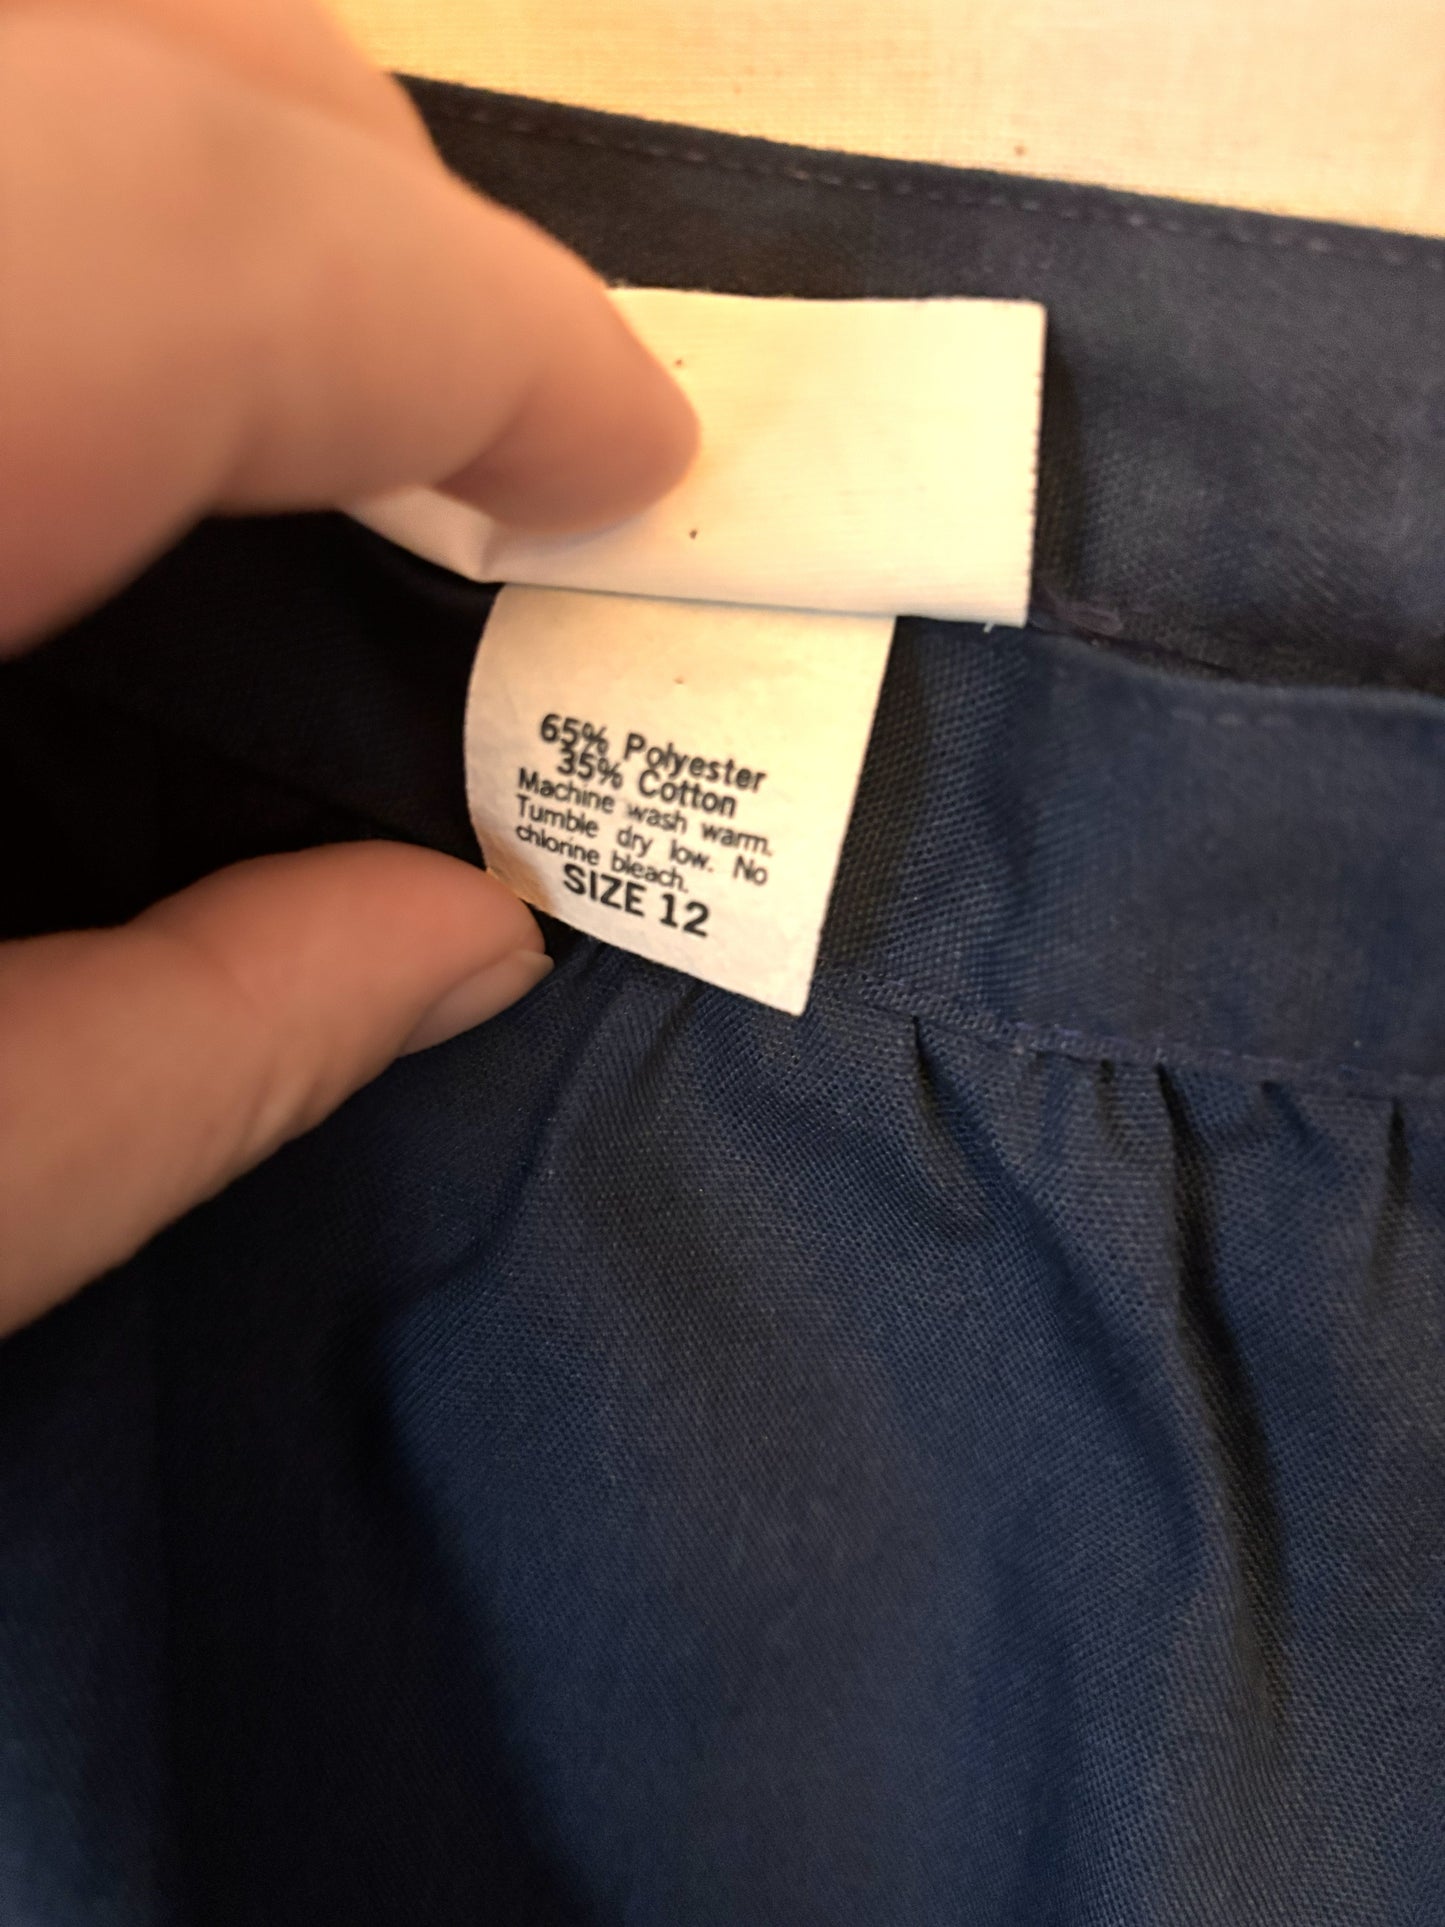 65% Polyester
35% Cotton
Machine wash warm.
Tumble dry low. No
chlorine bleach.
SIZE 12